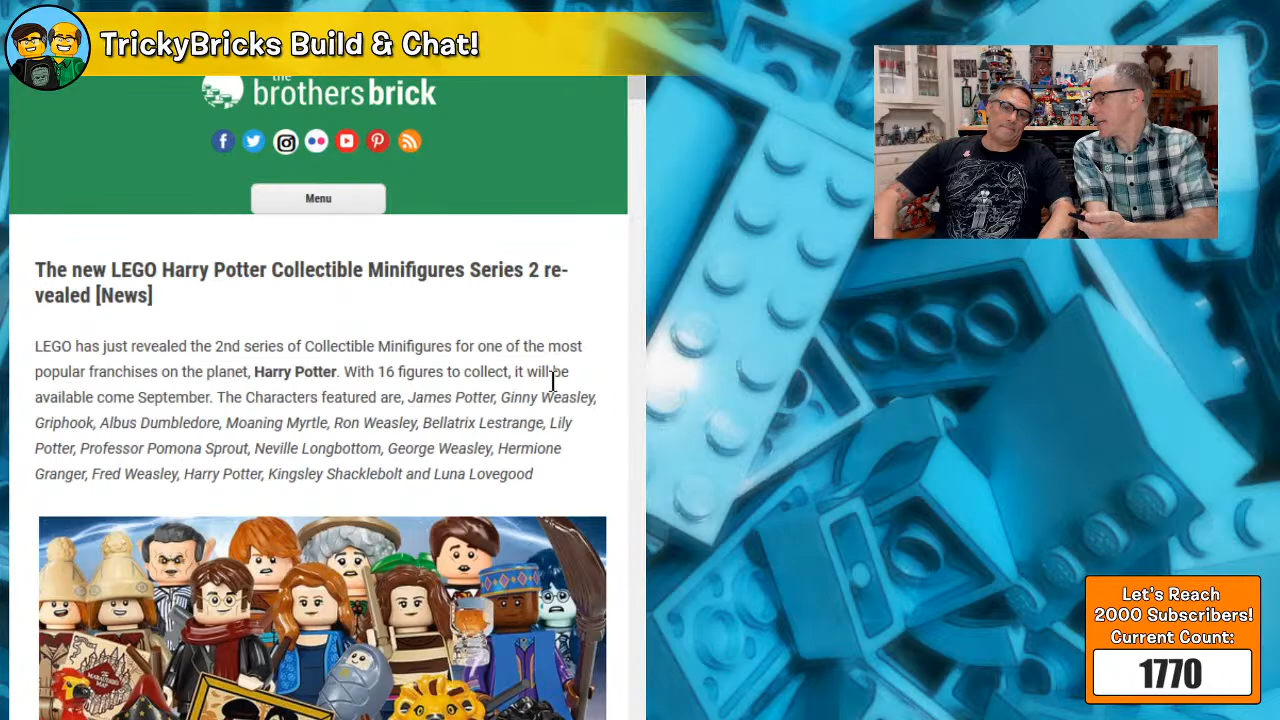 TrickyBricks Build & Chat!
the
brothers brick
Menu
The new LEGO Harry Potter Collectible Minifigures Series 2 re-
vealed [News]
LEGO has just revealed the 2nd series of Collectible Minifigures for one of the most
popular franchises on the planet, Harry Potter. With 16 figures to collect, it will be
available come September. The Characters featured are, James Potter, Ginny Weasley,
Griphook, Albus Dumbledore, Moaning Myrtle, Ron Weasley, Bellatrix Lestrange, Lily
Potter, Professor Pomona Sprout, Neville Longbottom, George Weasley, Hermione
Granger, Fred Weasley, Harry Potter, Kingsley Shacklebolt and Luna Lovegood
Let's Reach
2000 Subscribers!
Current Count:
1770